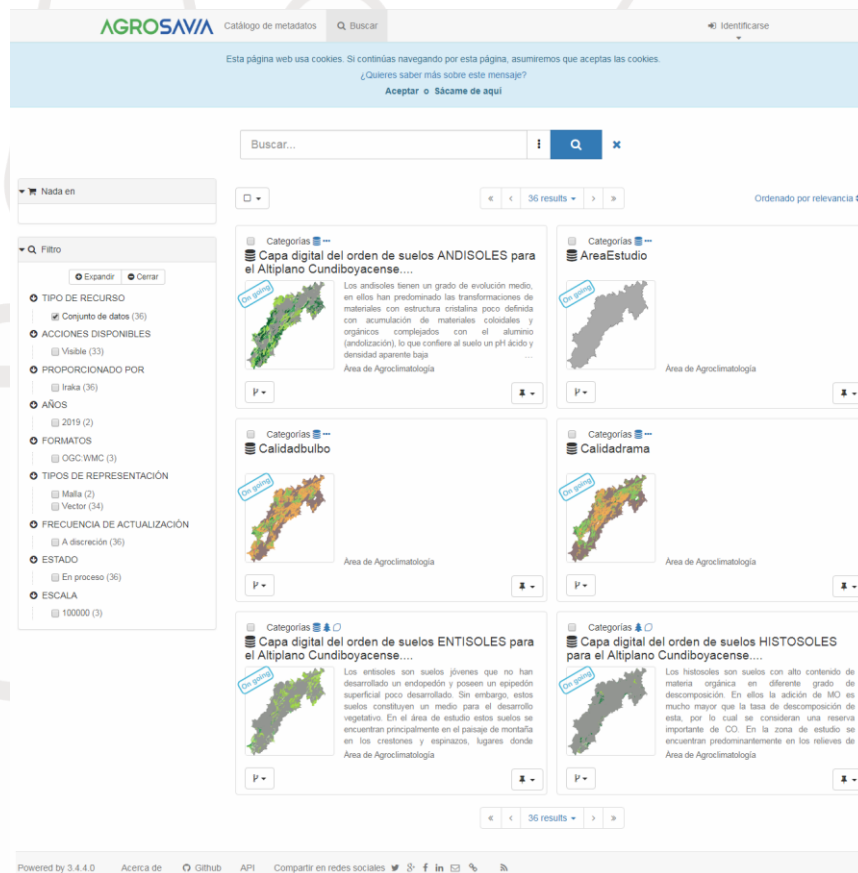 AGROSAVIA Catálogo de metadatos Buscar Identificarse
Esta página web usa cookies. Si continúas navegando por esta página, asumiremos que aceptas las cookies.
¿Quieres saber más sobre este mensaje?
Aceptar o Sácame de aquí
Buscar...
Nada en
36 results
Ordenado por relevancia
Filtro
Expandir Cerrar
TIPO DE RECURSO
Conjunto de datos (36)
ACCIONES DISPONIBLES
Visible (33)
PROPORCIONADO POR
Iraka (36)
AÑOS
2019 (2)
FORMATOS
OGC:WMC (3)
TIPOS DE REPRESENTACIÓN
Malla (2)
Vector (34)
FRECUENCIA DE ACTUALIZACIÓN
A discreción (36)
ESTADO
En proceso (36)
ESCALA
100000 (3)
Categorías
Capa digital del orden de suelos ANDISOLES para
el Altiplano Cundiboyacense....
On going
Los andisoles tienen un grado de evolución medio,
en ellos han predominado las transformaciones de
materiales con estructura cristalina poco definida
con acumulación de materiales coloidales y
orgánicos complejados con el aluminio
(andolización), lo que confiere al suelo un pH ácido y
densidad aparente baja ...
Área de Agroclimatología
Categorías
AreaEstudio
On going
Área de Agroclimatología
Categorías
Calidadbulbo
On going
Área de Agroclimatología
Categorías
Calidadrama
On going
Área de Agroclimatología
Categorías
Capa digital del orden de suelos ENTISOLES para
el Altiplano Cundiboyacense....
On going
Los entisoles son suelos jóvenes que no han
desarrollado un endopedón y poseen un epipedón
superficial poco desarrollado. Sin embargo, estos
suelos constituyen un medio para el desarrollo
vegetativo. En el área de estudio estos suelos se
encuentran principalmente en el paisaje de montaña
en los crestones y espinazos, lugares donde
Área de Agroclimatología
Categorías
Capa digital del orden de suelos HISTOSOLES
para el Altiplano Cundiboyacense....
On going
Los histosoles son suelos con alto contenido de
materia orgánica en diferente grado de
descomposición. En ellos la adición de MO es
mucho mayor que la tasa de descomposición de
esta, por lo cual se consideran una reserva
importante de CO. En la zona de estudio se
encuentran predominantemente en los relieves de
Área de Agroclimatología
36 results
Powered by 3.4.4.0 Acerca de Github API Compartir en redes sociales